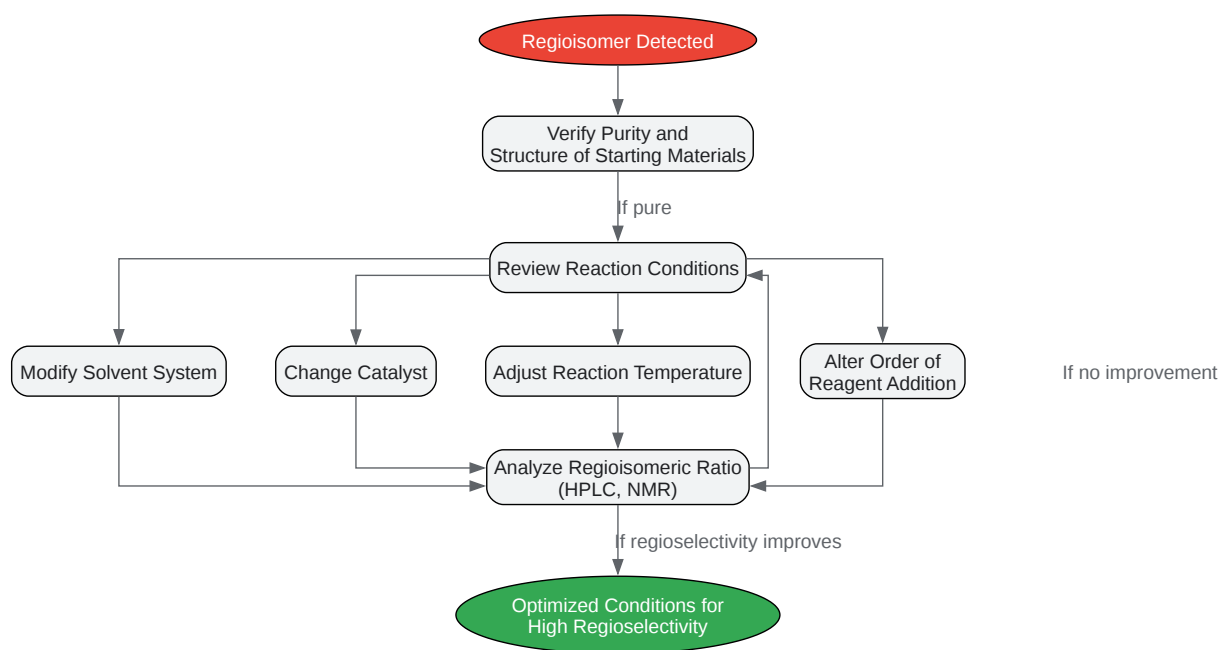 Regioisomer Detected
Verify Purity and
Structure of Starting Materials
If pure
Review Reaction Conditions
Modify Solvent System
Change Catalyst
Adjust Reaction Temperature
Alter Order of
Reagent Addition
If no improvement
Analyze Regioisomeric Ratio
(HPLC, NMR)
If regioselectivity improves
Optimized Conditions for
High Regioselectivity